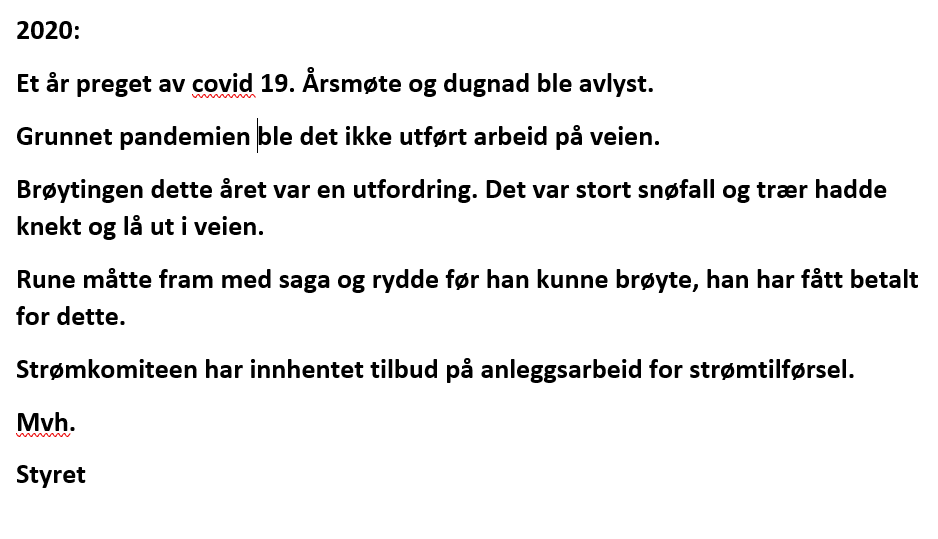 2020:
Et år preget av covid 19. Årsmøte og dugnad ble avlyst.
Grunnet pandemien ble det ikke utført arbeid på veien.
Brøytingen dette året var en utfordring. Det var stort snøfall og trær hadde
knekt og lå ut i veien.
Rune måtte fram med saga og rydde før han kunne brøyte, han har fått betalt
for dette.
Strømkomiteen har innhentet tilbud på anleggsarbeid for strømtilførsel.
Mvh.
Styret